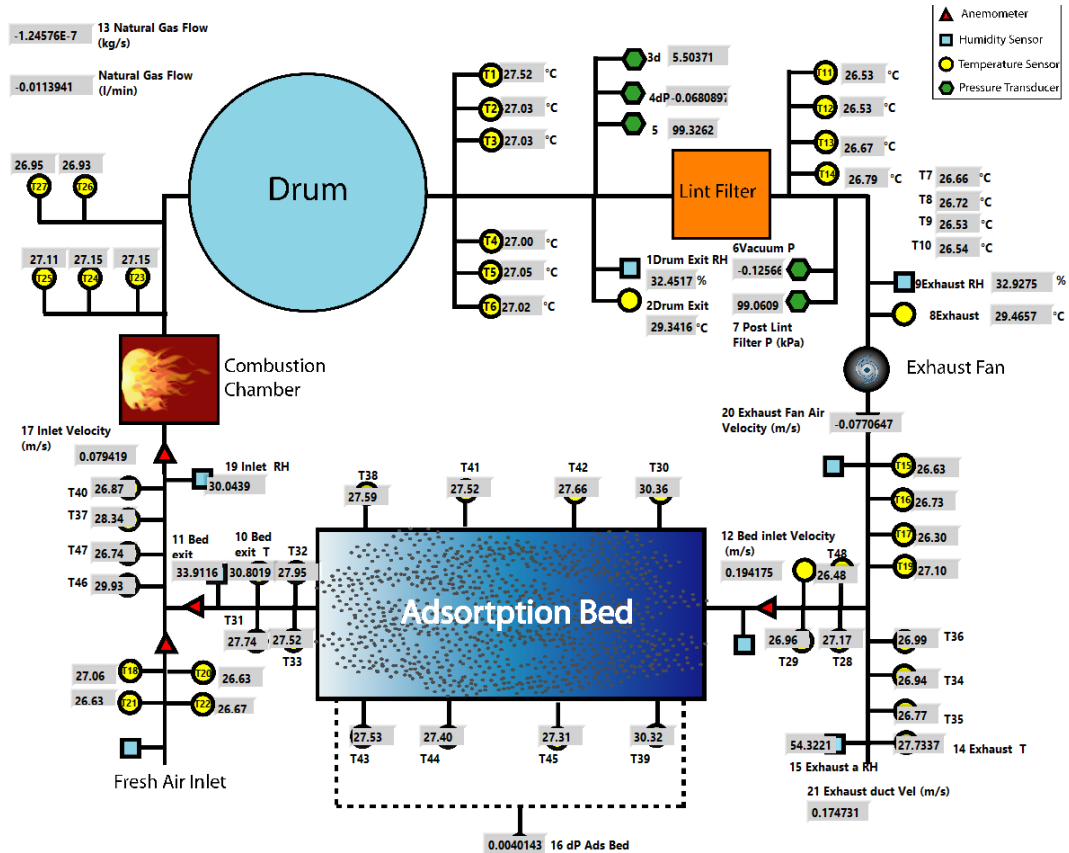 -1.24576E-7
13 Natural Gas Flow
(kg/s)
-0.0113941
Natural Gas Flow
(l/min)
Anemometer
Humidity Sensor
Temperature Sensor
Pressure Transducer
T1 27.52 °C
T2 27.03 °C
T3 27.03 °C
3d 5.50371
4dP -0.068089
5 99.3262
T11 26.53 °C
T12 26.53 °C
T13 26.67 °C
T14 26.79 °C
26.95 26.93
T27 T26
Drum
Lint Filter
T7 26.66 °C
T8 26.72 °C
T9 26.53 °C
T10 26.54 °C
27.11 27.15 27.15
T25 T24 T23
T4 27.00 °C
T5 27.05 °C
T6 27.02 °C
1Drum Exit RH
32.4517 %
2Drum Exit
29.3416 °C
6Vacuum P
-0.12566
99.0609
7 Post Lint
Filter P (kPa)
9Exhaust RH 32.9275 %
8Exhaust 29.4657 °C
Combustion
Chamber
Exhaust Fan
20 Exhaust Fan Air
Velocity (m/s)
-0.0770647
17 Inlet Velocity
(m/s)
0.079419
19 Inlet RH
30.0439
T40 26.87
T37 28.34
T47 26.74
T46 29.93
T38
27.59
T41
27.52
T42
27.66
T30
30.36
T15 26.63
T16 26.73
T17 26.30
T19 27.10
11 Bed
exit
33.9116
10 Bed
exit T
30.8019
T32
27.95
12 Bed inlet Velocity
(m/s)
0.194175
T48
26.48
Adsortption Bed
T31
27.74
27.52
T33
26.96
T29
27.17
T28
26.99 T36
26.94 T34
26.77 T35
27.06 T18 T20 26.63
26.63 T21 T22 26.67
27.53
T43
27.40
T44
27.31
T45
30.32
T39
54.3221
15 Exhaust a RH
27.7337 14 Exhaust T
Fresh Air Inlet
21 Exhaust duct Vel (m/s)
0.174731
0.0040143 16 dP Ads Bed